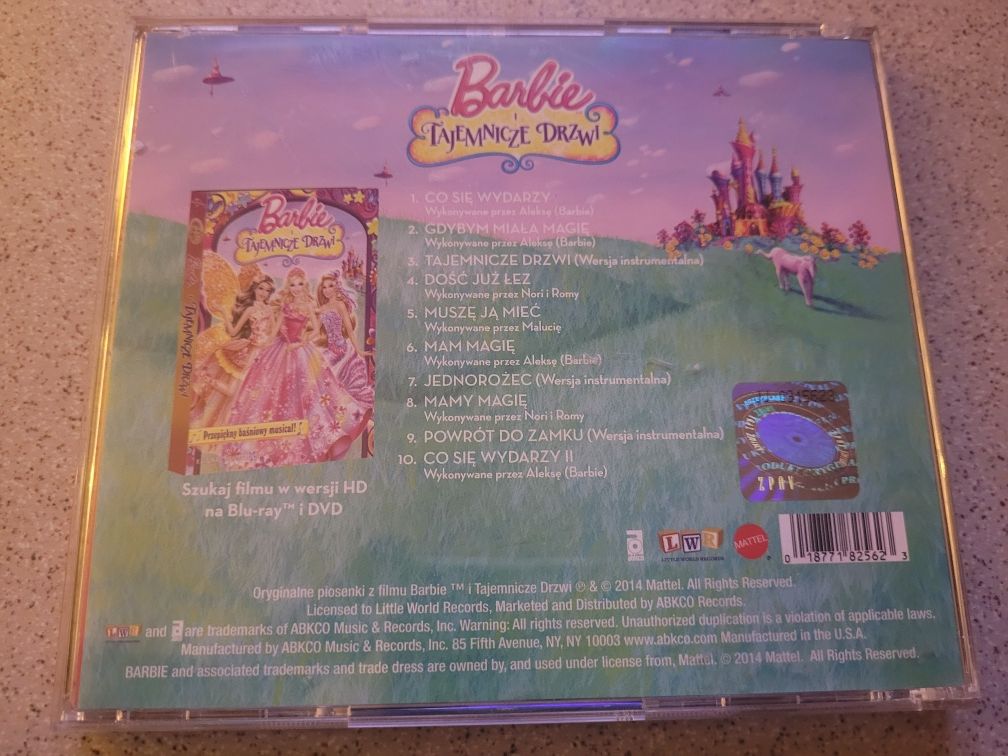 Barbie
i
TAJEMNICZE DRZWI
Barbie
i
TAJEMNICZE DRZWI
TAJEMNICZE DRZWI
Przepiękny baśniowy musical!
Szukaj filmu w wersji HD
na Blu-ray™ i DVD
1. CO SIĘ WYDARZY
Wykonywane przez Aleksę (Barbie)
2. GDYBYM MIAŁA MAGIĘ
Wykonywane przez Aleksę (Barbie)
3. TAJEMNICZE DRZWI (Wersja instrumentalna)
4. DOŚĆ JUŻ ŁEZ
Wykonywane przez Nori i Romy
5. MUSZĘ JĄ MIEĆ
Wykonywane przez Malucię
6. MAM MAGIĘ
Wykonywane przez Aleksę (Barbie)
7. JEDNOROŻEC (Wersja instrumentalna)
8. MAMY MAGIĘ
Wykonywane przez Nori i Romy
9. POWRÓT DO ZAMKU (Wersja instrumentalna)
10. CO SIĘ WYDARZY II
Wykonywane przez Aleksę (Barbie)
ZPAV
LWR
LITTLE WORLD RECORDS
MATTEL
0 18771 82562 3
Oryginalne piosenki z filmu Barbie ™ i Tajemnicze Drzwi ℗ & © 2014 Mattel. All Rights Reserved.
Licensed to Little World Records, Marketed and Distributed by ABKCO Records.
LWR and are trademarks of ABKCO Music & Records, Inc. Warning: All rights reserved. Unauthorized duplication is a violation of applicable laws.
Manufactured by ABKCO Music & Records, Inc. 85 Fifth Avenue, NY, NY 10003 www.abkco.com Manufactured in the U.S.A.
BARBIE and associated trademarks and trade dress are owned by, and used under license from, Mattel. © 2014 Mattel. All Rights Reserved.